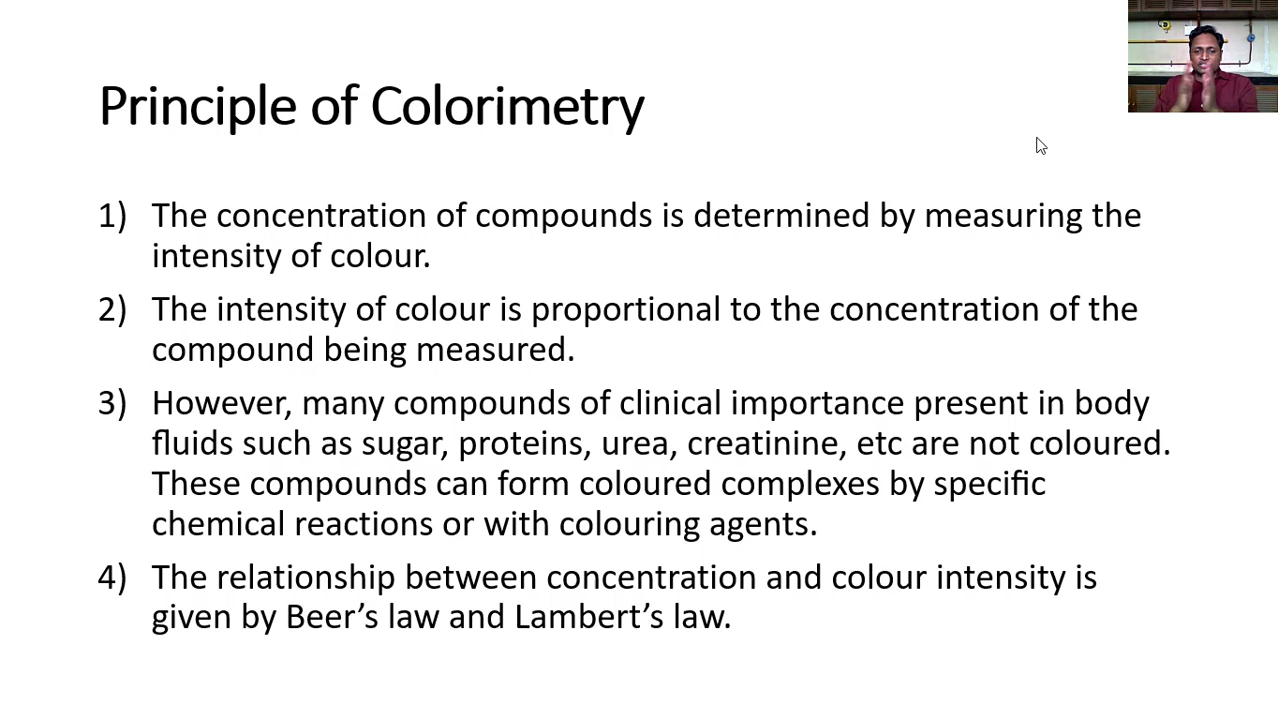 Principle of Colorimetry
1) The concentration of compounds is determined by measuring the
intensity of colour.
2) The intensity of colour is proportional to the concentration of the
compound being measured.
3) However, many compounds of clinical importance present in body
fluids such as sugar, proteins, urea, creatinine, etc are not coloured.
These compounds can form coloured complexes by specific
chemical reactions or with colouring agents.
4) The relationship between concentration and colour intensity is
given by Beer’s law and Lambert’s law.